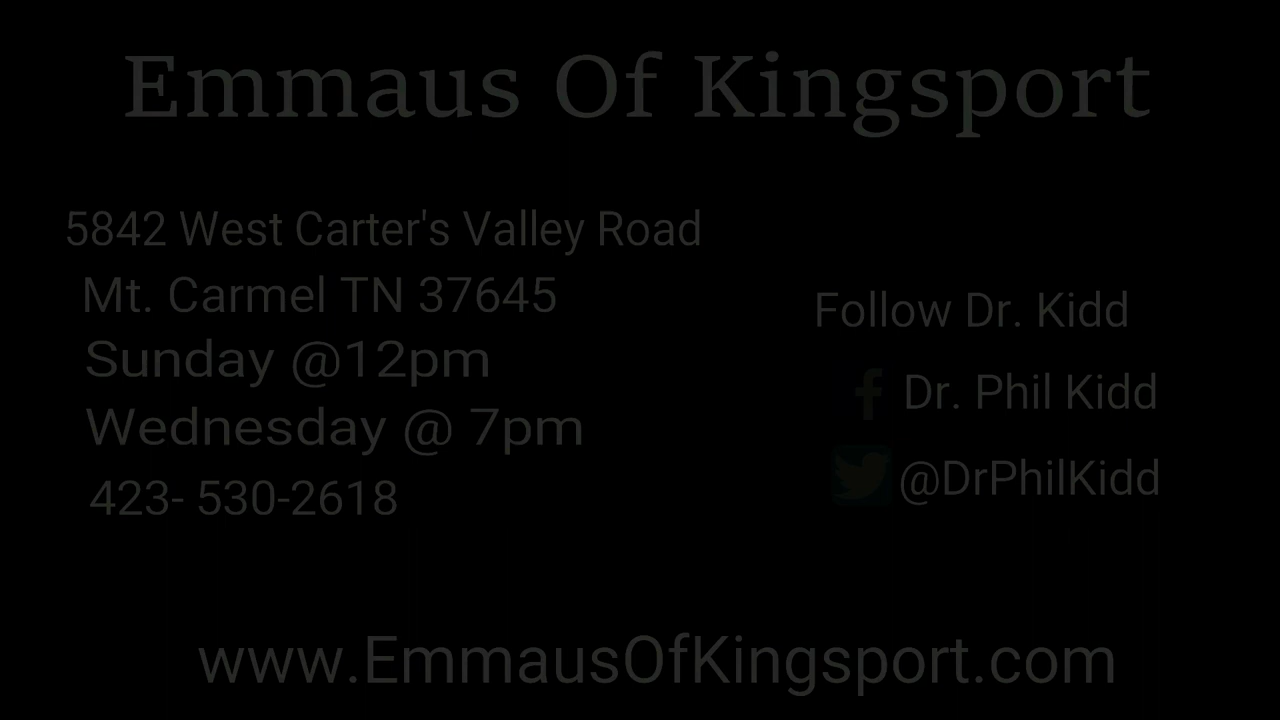 Emmaus Of Kingsport
5842 West Carter's Valley Road
Mt. Carmel TN 37645
Sunday @12pm
Wednesday @ 7pm
423- 530-2618
Follow Dr. Kidd
f Dr. Phil Kidd
@DrPhilKidd
www.EmmausOfKingsport.com